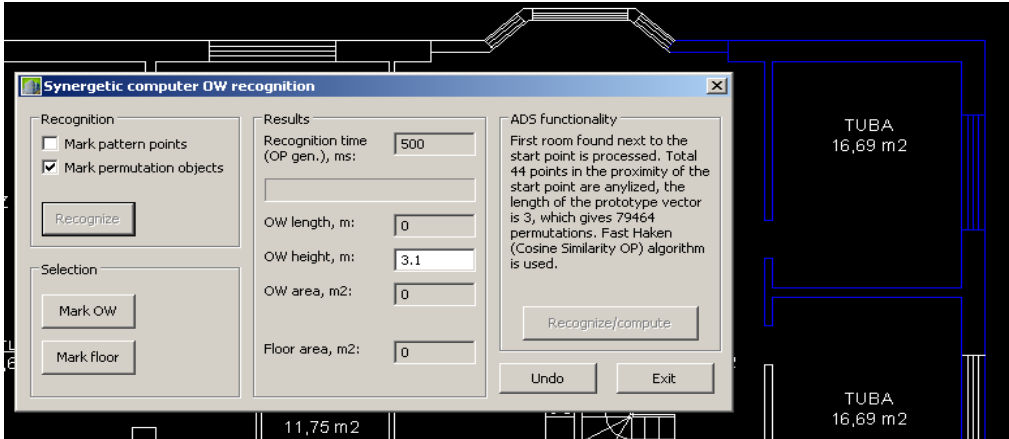 Synergetic computer OW recognition
Recognition
Mark pattern points
Mark permutation objects
Recognize
Selection
Mark OW
Mark floor
Results
Recognition time
(OP gen.), ms:
500
OW length, m:
0
OW height, m:
3.1
OW area, m2:
0
Floor area, m2:
0
ADS functionality
First room found next to the
start point is processed. Total
44 points in the proximity of the
start point are anylized, the
length of the prototype vector
is 3, which gives 79464
permutations. Fast Haken
(Cosine Similarity OP) algorithm
is used.
Recognize/compute
Undo
Exit
TUBA
16,69 m2
TUBA
16,69 m2
11,75 m2